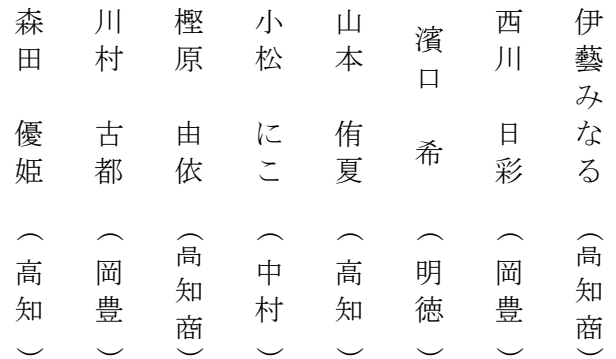 伊藝みなる（高知商）
西川　日彩（岡豊）
濱口　希（明徳）
山本　侑夏（高知）
小松　にこ（中村）
樫原　由依（高知商）
川村　古都（岡豊）
森田　優姫（高知）